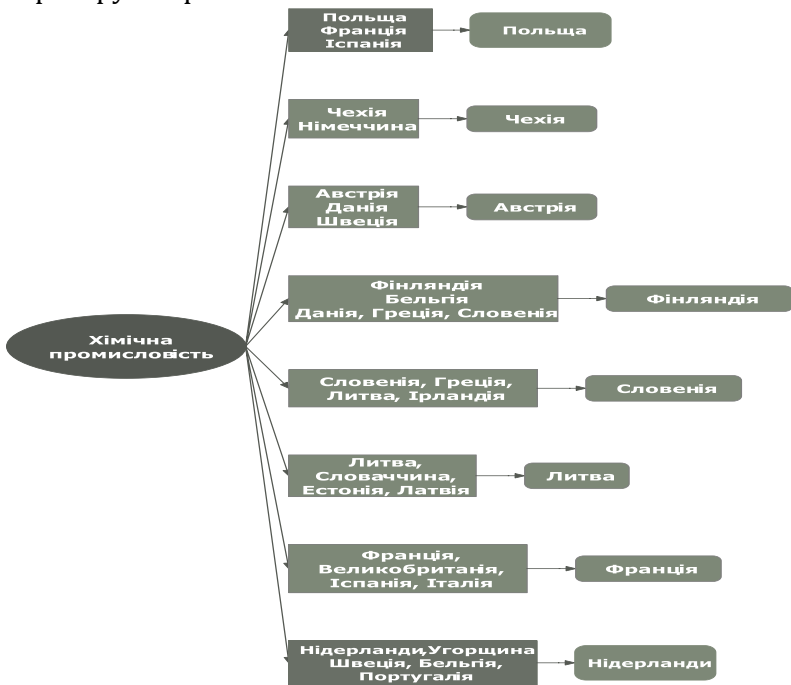 Польща
Франція
Іспанія
Польща
Чехія
Німеччина
Чехія
Австрія
Данія
Швеція
Австрія
Фінляндія
Бельгія
Данія, Греція, Словенія
Фінляндія
Хімічна
промисловість
Словенія, Греція,
Литва, Ірландія
Словенія
Литва,
Словаччина,
Естонія, Латвія
Литва
Франція,
Великобританія,
Іспанія, Італія
Франція
Нідерланди,Угорщина
Швеція, Бельгія,
Португалія
Нідерланди